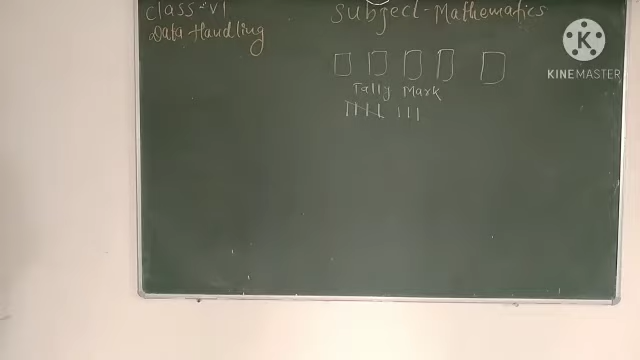 Class-VI
Subject-Mathematics
Data Handling
Tally Mark
KINEMASTER